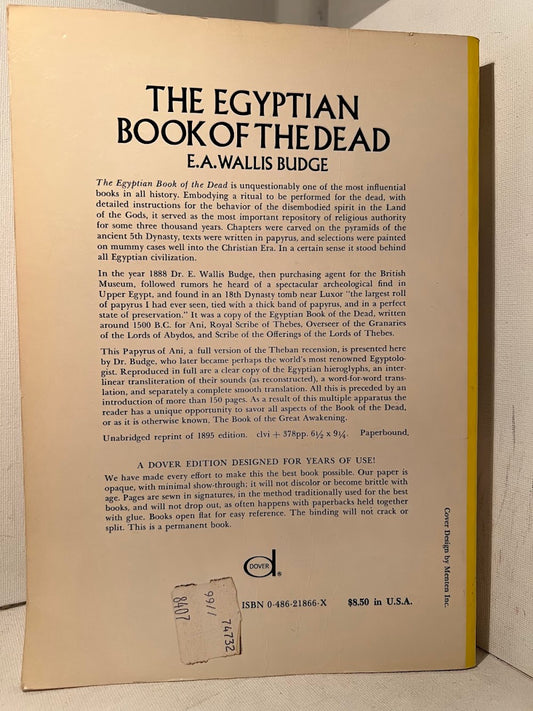 THE EGYPTIAN
BOOK OF THE DEAD
E.A. WALLIS BUDGE
The Egyptian Book of the Dead is unquestionably one of the most influential
books in all history. Embodying a ritual to be performed for the dead, with
detailed instructions for the behavior of the disembodied spirit in the Land
of the Gods, it served as the most important repository of religious authority
for some three thousand years. Chapters were carved on the pyramids of the
ancient 5th Dynasty, texts were written in papyrus, and selections were painted
on mummy cases well into the Christian Era. In a certain sense it stood behind
all Egyptian civilization.
In the year 1888 Dr. E. Wallis Budge, then purchasing agent for the British
Museum, followed rumors he heard of a spectacular archeological find in
Upper Egypt, and found in an 18th Dynasty tomb near Luxor "the largest roll
of papyrus I had ever seen, tied with a thick band of papyrus, and in a perfect
state of preservation." It was a copy of the Egyptian Book of the Dead, written
around 1500 B.C. for Ani, Royal Scribe of Thebes, Overseer of the Granaries
of the Lords of Abydos, and Scribe of the Offerings of the Lords of Thebes.
This Papyrus of Ani, a full version of the Theban recension, is presented here
by Dr. Budge, who later became perhaps the world's most renowned Egyptolo-
gist. Reproduced in full are a clear copy of the Egyptian hieroglyphs, an inter-
linear transliteration of their sounds (as reconstructed), a word-for-word trans-
lation, and separately a complete smooth translation. All this is preceded by an
introduction of more than 150 pages. As a result of this multiple apparatus the
reader has a unique opportunity to savor all aspects of the Book of the Dead,
or as it is otherwise known, The Book of the Great Awakening.
Unabridged reprint of 1895 edition. clvi + 378pp. 6½ x 9¼. Paperbound.
A DOVER EDITION DESIGNED FOR YEARS OF USE!
We have made every effort to make this the best book possible. Our paper is
opaque, with minimal show-through; it will not discolor or become brittle with
age. Pages are sewn in signatures, in the method traditionally used for the best
books, and will not drop out, as often happens with paperbacks held together
with glue. Books open flat for easy reference. The binding will not crack or
split. This is a permanent book.
Cover Design by Menten Inc.
DOVER
®
ISBN 0-486-21866-X $8.50 in U.S.A.
74732
1/99
8407